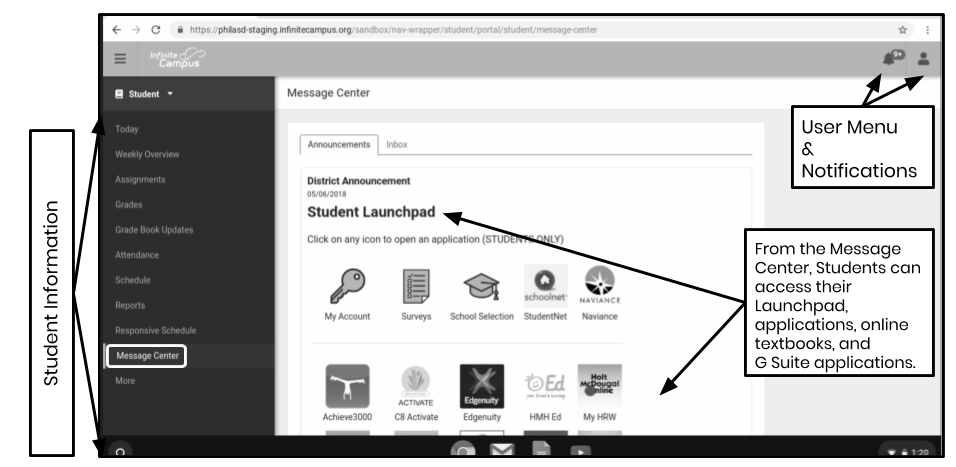 https://philasd-staging.infinitecampus.org/sandbox/nav-wrapper/student/portal/student/message-center
Infinite
Campus
9+
Student
Message Center
Today
Weekly Overview
Assignments
Grades
Grade Book Updates
Attendance
Schedule
Reports
Responsive Schedule
Message Center
More
Student Information
Announcements Inbox
District Announcement
05/06/2018
Student Launchpad
Click on any icon to open an application (STUDENTS ONLY)
schoolnet
NAVIANCE
My Account Surveys School Selection StudentNet Naviance
ACTIVATE
Edgenuity
Ed
Holt
McDougal
Online
Achieve3000 C8 Activate Edgenuity HMH Ed My HRW
User Menu
&
Notifications
From the Message
Center, Students can
access their
Launchpad,
applications, online
textbooks, and
G Suite applications.
1:20